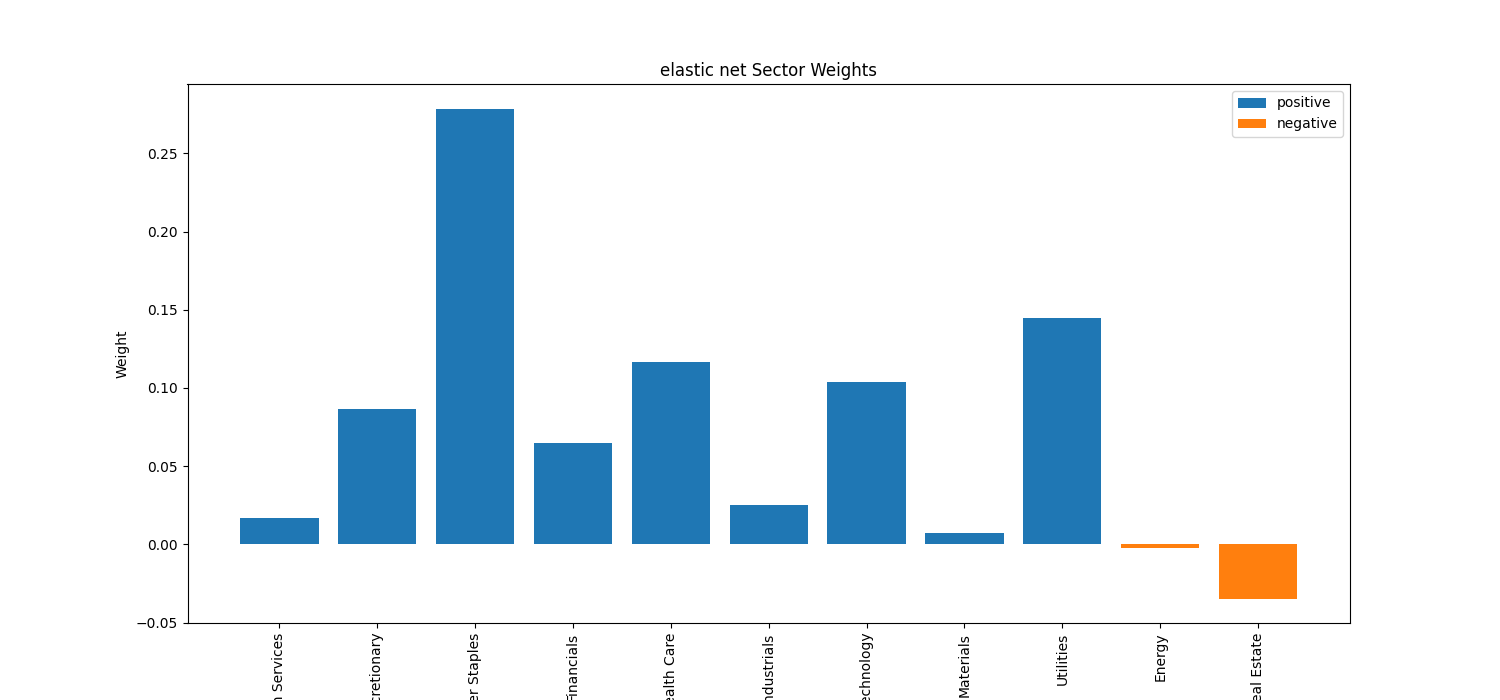 elastic net Sector Weights
positive
negative
0.25
0.20
0.15
0.10
0.05
0.00
−0.05
Weight
Services
cretionary
er Staples
Financials
ealth Care
ndustrials
echnology
Materials
Utilities
Energy
eal Estate